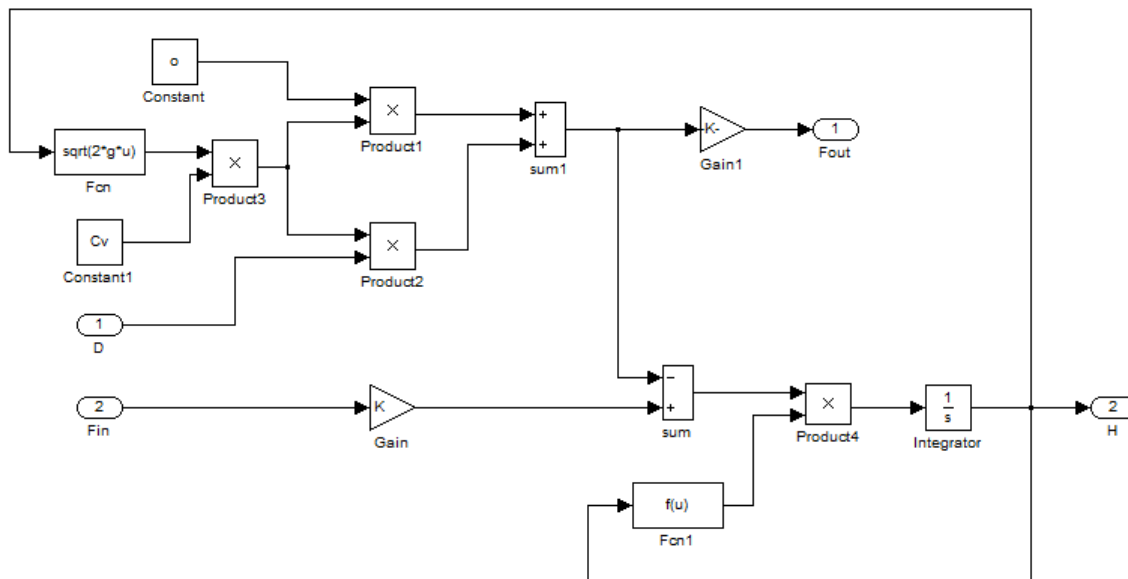 o
Constant
×
Product1
+
+
sum1
K-
Gain1
1
Fout
sqrt(2*g*u)
Fcn
×
Product3
Cv
Constant1
×
Product2
1
D
2
Fin
K
Gain
−
+
sum
×
Product4
1
s
Integrator
2
H
f(u)
Fcn1